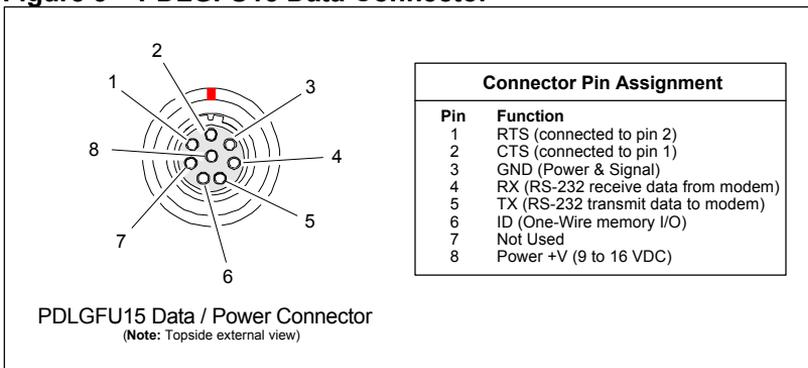 2
1
3
8
4
7
5
6
PDLGFU15 Data / Power Connector
(Note: Topside external view)
Connector Pin Assignment
Pin Function
1 RTS (connected to pin 2)
2 CTS (connected to pin 1)
3 GND (Power & Signal)
4 RX (RS-232 receive data from modem)
5 TX (RS-232 transmit data to modem)
6 ID (One-Wire memory I/O)
7 Not Used
8 Power +V (9 to 16 VDC)